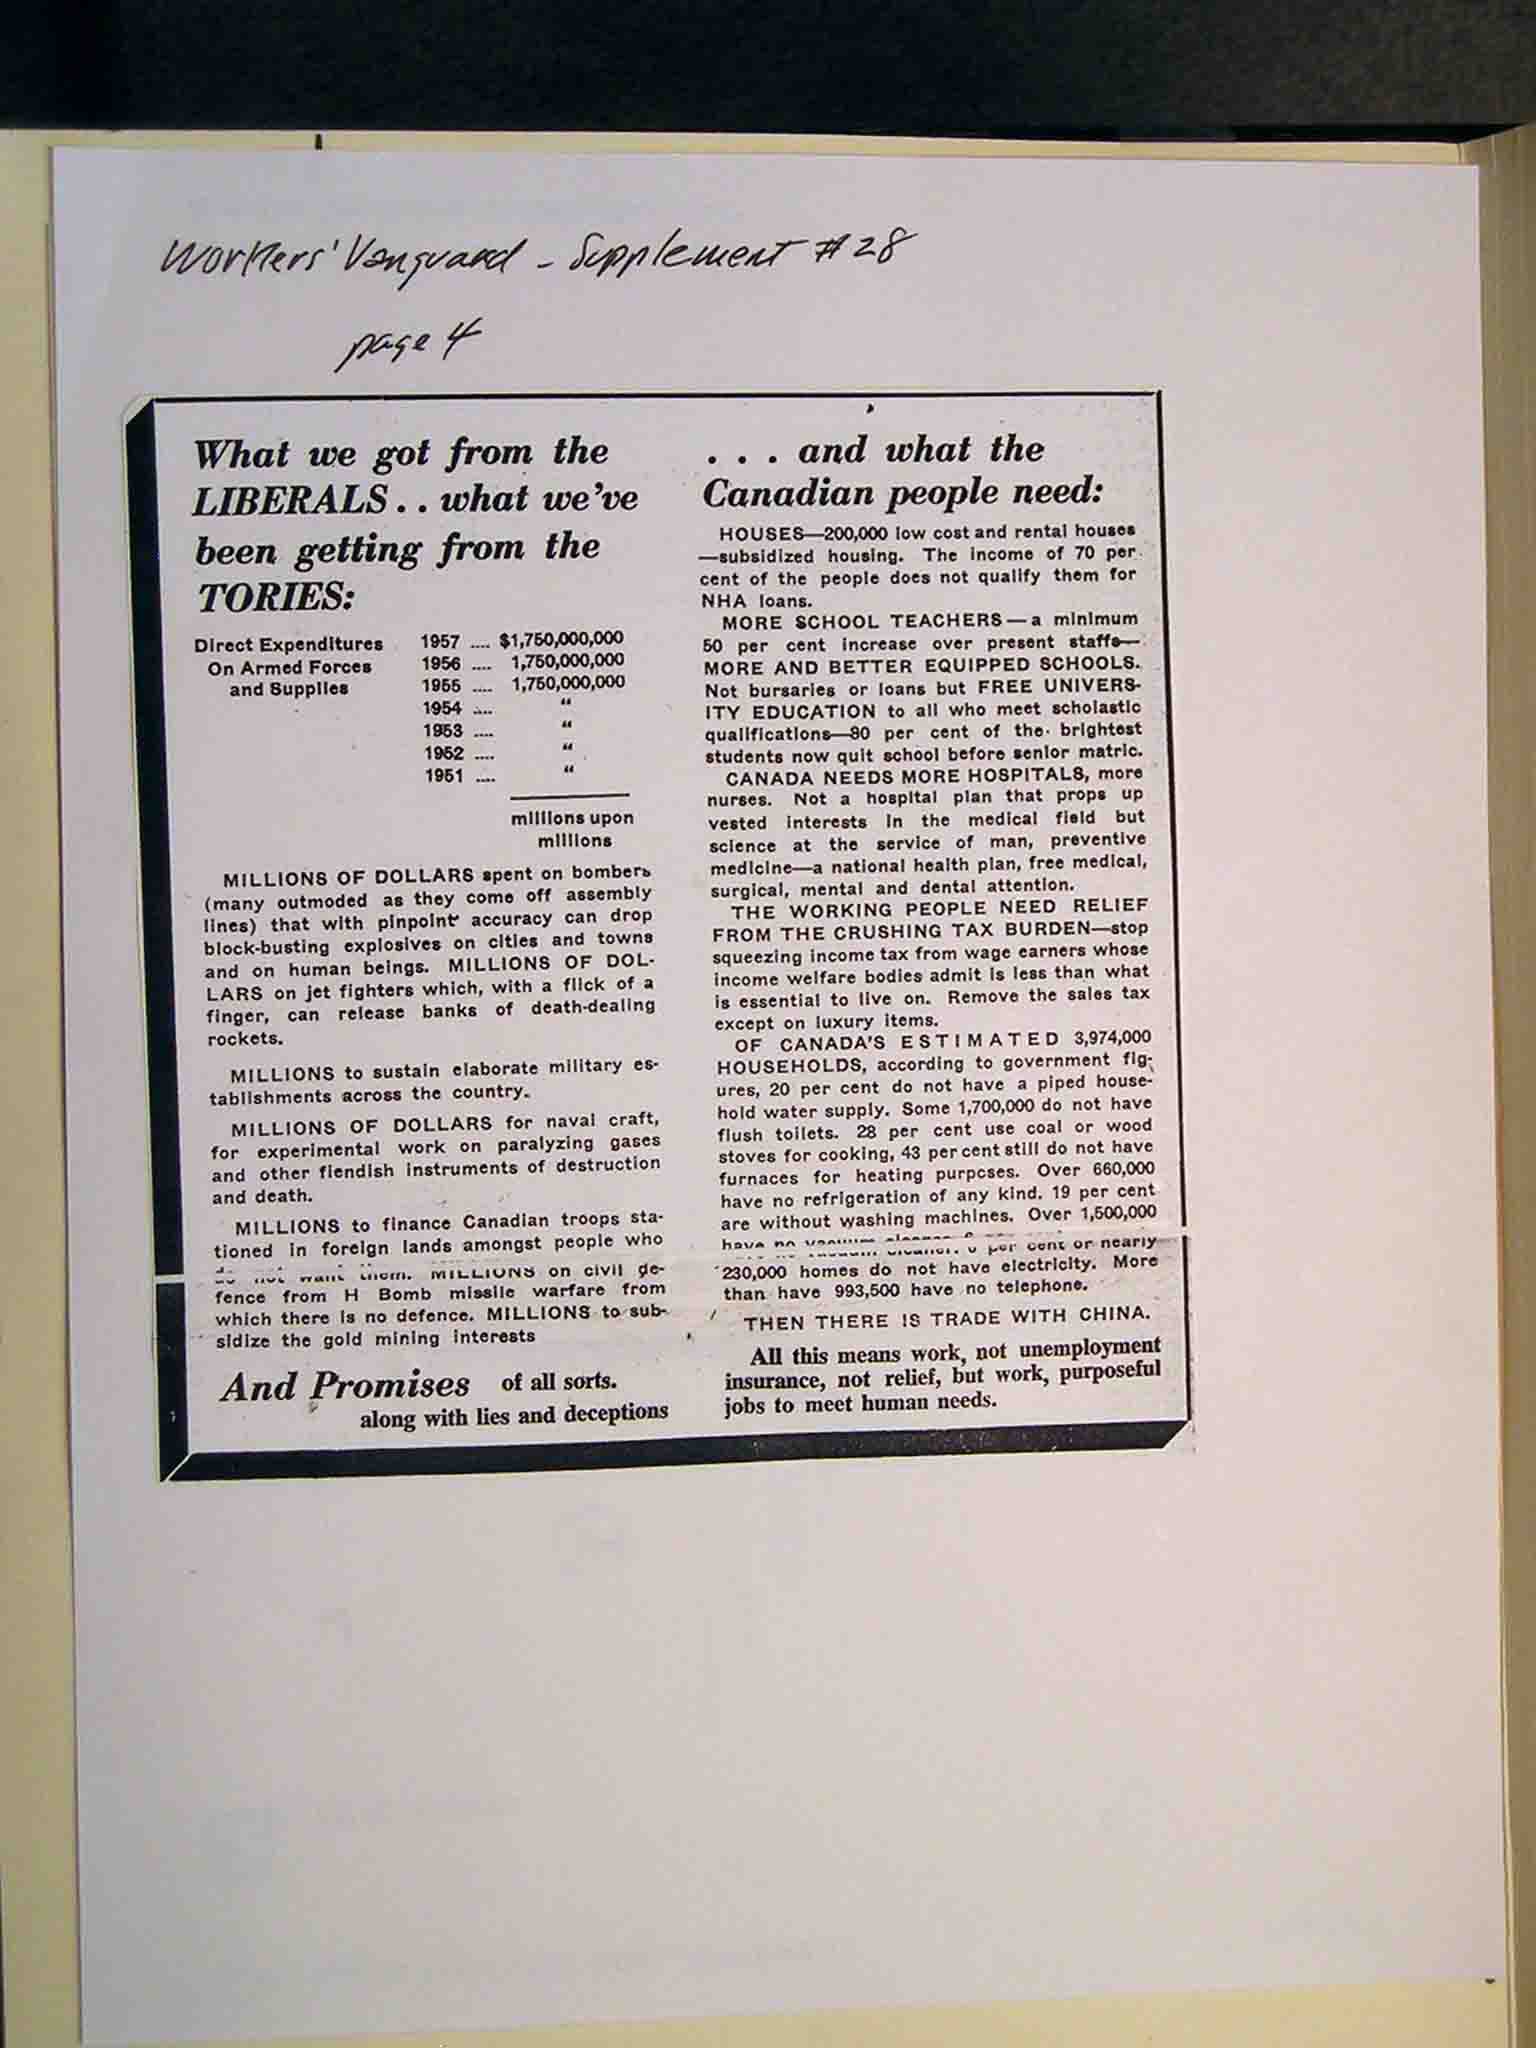 Workers' Vanguard - Supplement #28
page 4
What we got from the
LIBERALS . . what we've
been getting from the
TORIES:
Direct Expenditures 1957 .... $1,750,000,000
On Armed Forces 1956 .... 1,750,000,000
and Supplies 1955 .... 1,750,000,000
1954 .... “
1953 .... “
1952 .... “
1951 .... “
millions upon
millions
MILLIONS OF DOLLARS spent on bombers
(many outmoded as they come off assembly
lines) that with pinpoint accuracy can drop
block-busting explosives on cities and towns
and on human beings. MILLIONS OF DOL-
LARS on jet fighters which, with a flick of a
finger, can release banks of death-dealing
rockets.
MILLIONS to sustain elaborate military es-
tablishments across the country.
MILLIONS OF DOLLARS for naval craft,
for experimental work on paralyzing gases
and other fiendish instruments of destruction
and death.
MILLIONS to finance Canadian troops sta-
tioned in foreign lands amongst people who
do not want them. MILLIONS on civil de-
fence from H Bomb missile warfare from
which there is no defence. MILLIONS to sub-
sidize the gold mining interests
And Promises of all sorts.
along with lies and deceptions
. . . and what the
Canadian people need:
HOUSES—200,000 low cost and rental houses
—subsidized housing. The income of 70 per
cent of the people does not qualify them for
NHA loans.
MORE SCHOOL TEACHERS—a minimum
50 per cent increase over present staffs—
MORE AND BETTER EQUIPPED SCHOOLS.
Not bursaries or loans but FREE UNIVERS-
ITY EDUCATION to all who meet scholastic
qualifications— per cent of the brightest
students now quit school before senior matric.
CANADA NEEDS MORE HOSPITALS, more
nurses. Not a hospital plan that props up
vested interests in the medical field but
science at the service of man, preventive
medicine—a national health plan, free medical,
surgical, mental and dental attention.
THE WORKING PEOPLE NEED RELIEF
FROM THE CRUSHING TAX BURDEN—stop
squeezing income tax from wage earners whose
income welfare bodies admit is less than what
is essential to live on. Remove the sales tax
except on luxury items.
OF CANADA'S ESTIMATED 3,974,000
HOUSEHOLDS, according to government fig-
ures, 20 per cent do not have a piped house-
hold water supply. Some 1,700,000 do not have
flush toilets. 28 per cent use coal or wood
stoves for cooking, 43 per cent still do not have
furnaces for heating purposes. Over 660,000
have no refrigeration of any kind. 19 per cent
are without washing machines. Over 1,500,000
have no vacuum cleaner. 6 per cent or nearly
230,000 homes do not have electricity. More
than have 993,500 have no telephone.
THEN THERE IS TRADE WITH CHINA.
All this means work, not unemployment
insurance, not relief, but work, purposeful
jobs to meet human needs.